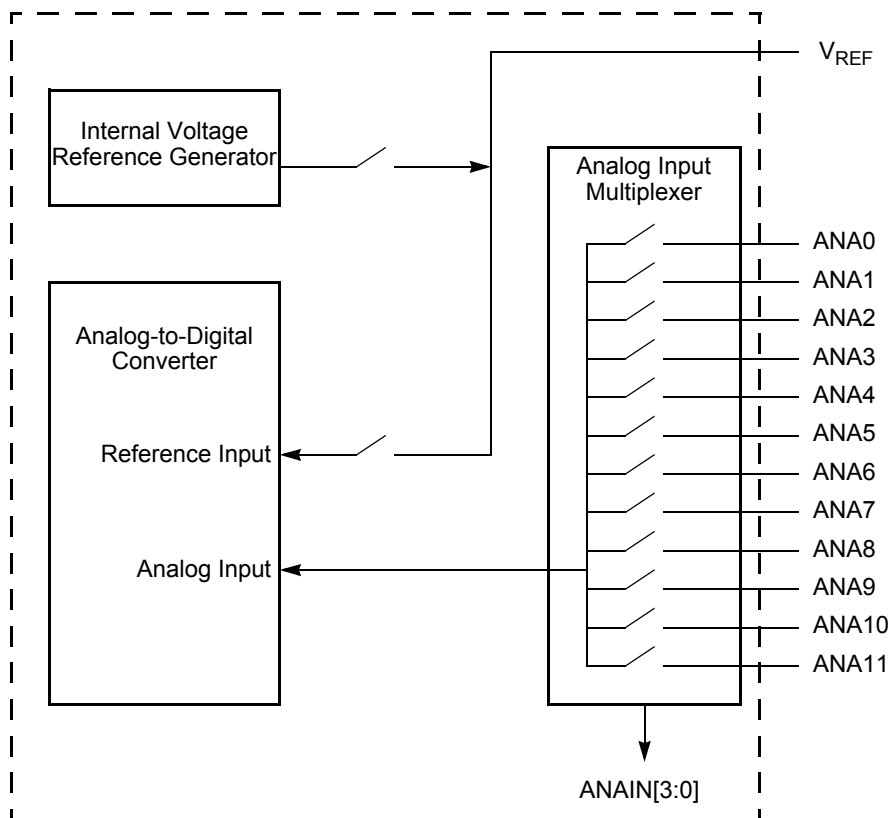 V_REF
Internal Voltage
Reference Generator
Analog Input
Multiplexer
ANA0
ANA1
ANA2
ANA3
ANA4
ANA5
ANA6
ANA7
ANA8
ANA9
ANA10
ANA11
Analog-to-Digital
Converter
Reference Input
Analog Input
ANAIN[3:0]